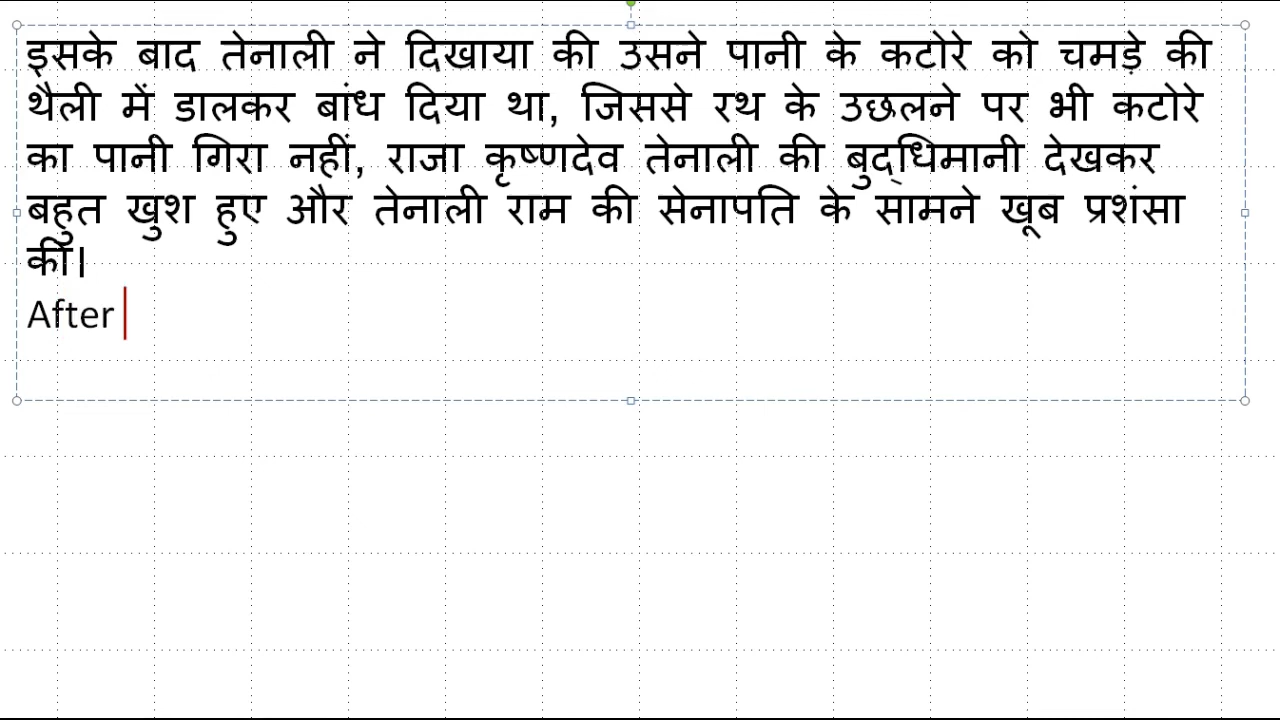 इसके बाद तेनाली ने दिखाया की उसने पानी के कटोरे को चमड़े की
थैली में डालकर बांध दिया था, जिससे रथ के उछलने पर भी कटोरे
का पानी गिरा नहीं, राजा कृष्णदेव तेनाली की बुद्धिमानी देखकर
बहुत खुश हुए और तेनाली राम की सेनापति के सामने खूब प्रशंसा
की।
After